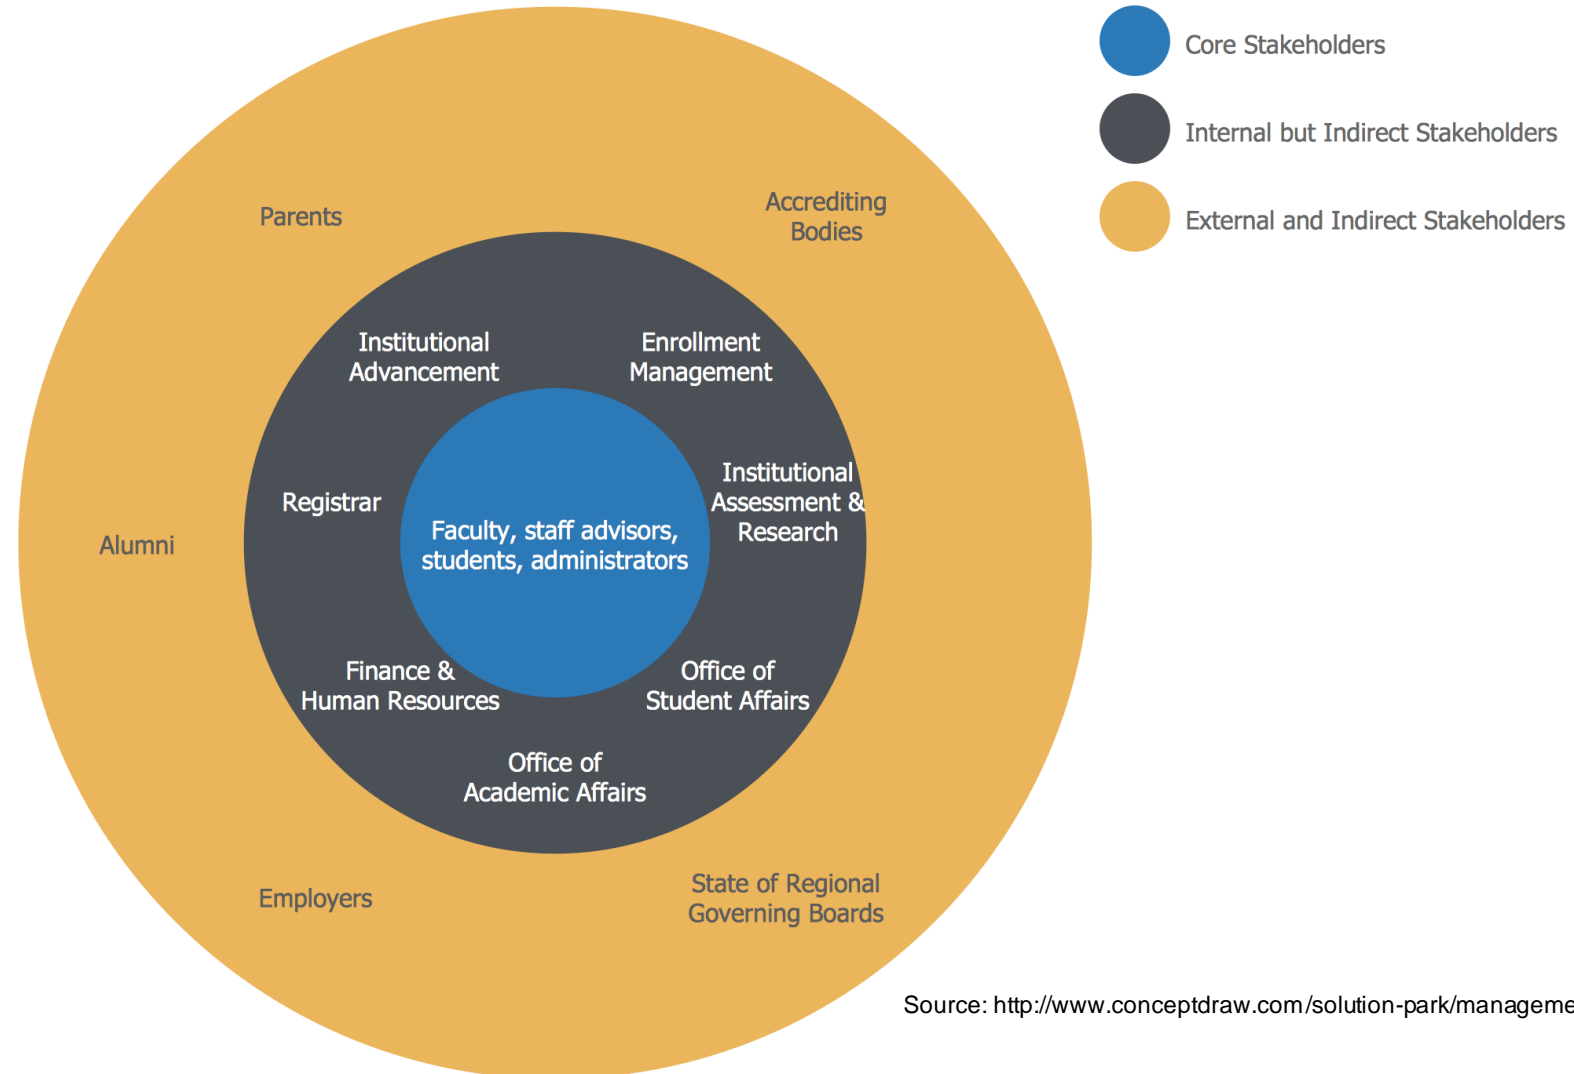 Core Stakeholders
Internal but Indirect Stakeholders
External and Indirect Stakeholders
Parents
Accrediting
Bodies
Institutional
Advancement
Enrollment
Management
Registrar
Institutional
Assessment &
Research
Faculty, staff advisors,
students, administrators
Alumni
Finance &
Human Resources
Office of
Student Affairs
Office of
Academic Affairs
Employers
State of Regional
Governing Boards
Source: http://www.conceptdraw.com/solution-park/manageme